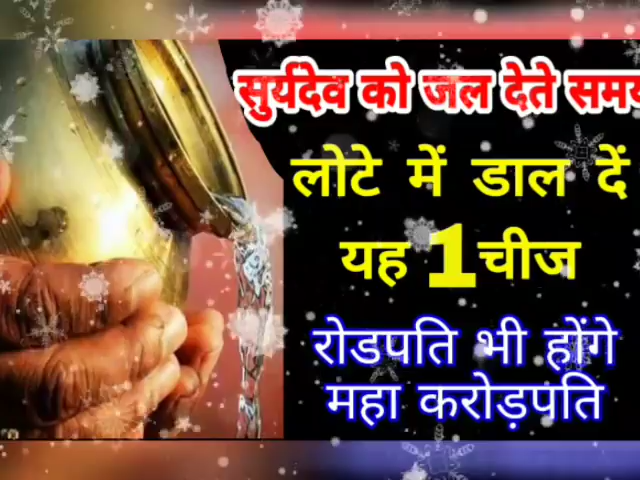 सुर्यदेव को जल देते समय
लोटे में डाल दें
यह 1 चीज
रोडपति भी होंगे
महा करोड़पति